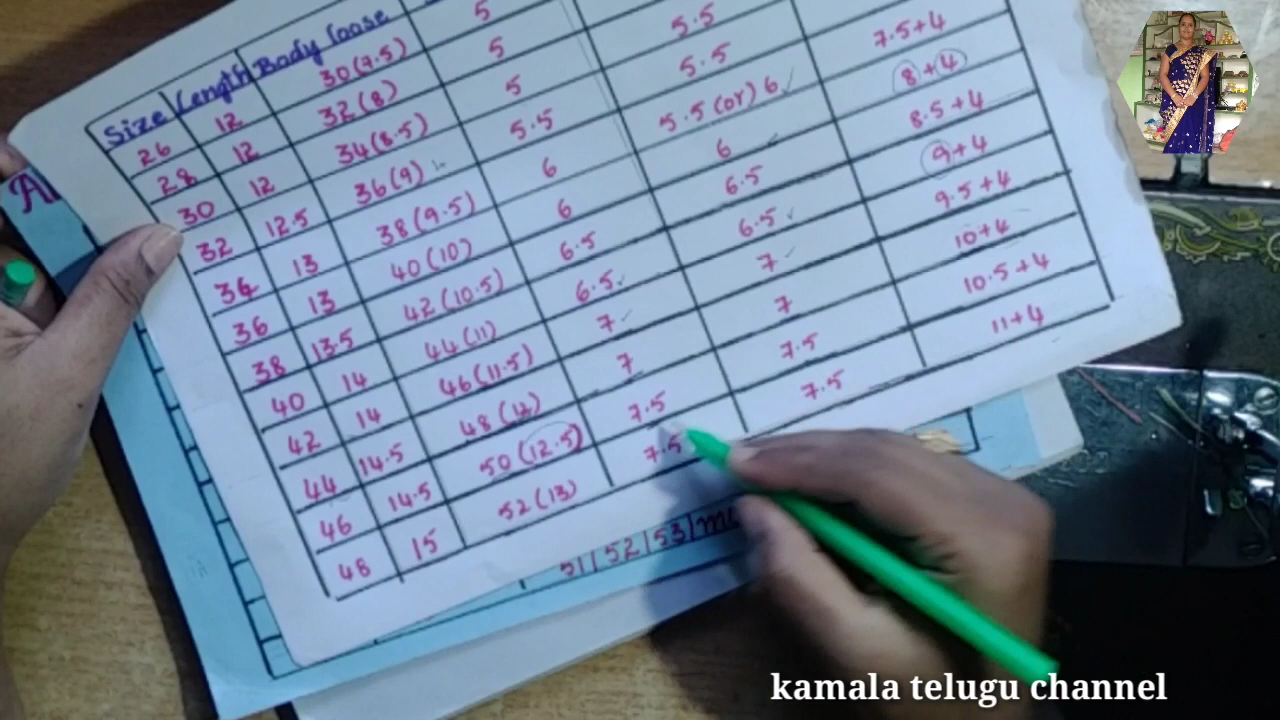 Size Length Body loose
26 12 30(7.5) 5
28 12 32(8) 5
30 12 34(8.5) 5 5.5
32 12.5 36(9) 5.5 5.5
34 13 38(9.5) 6 5.5(or)6 7.5+4
36 13 40(10) 6 6 8+4
38 13.5 42(10.5) 6.5 6.5 8.5+4
40 14 44(11) 6.5 6.5 9+4
42 14 46(11.5) 7 7 9.5+4
44 14.5 48(12) 7 7 10+4
46 14.5 50(12.5) 7.5 7.5 10.5+4
48 15 52(13) 7.5 7.5 11+4
51|52|53|
kamala telugu channel